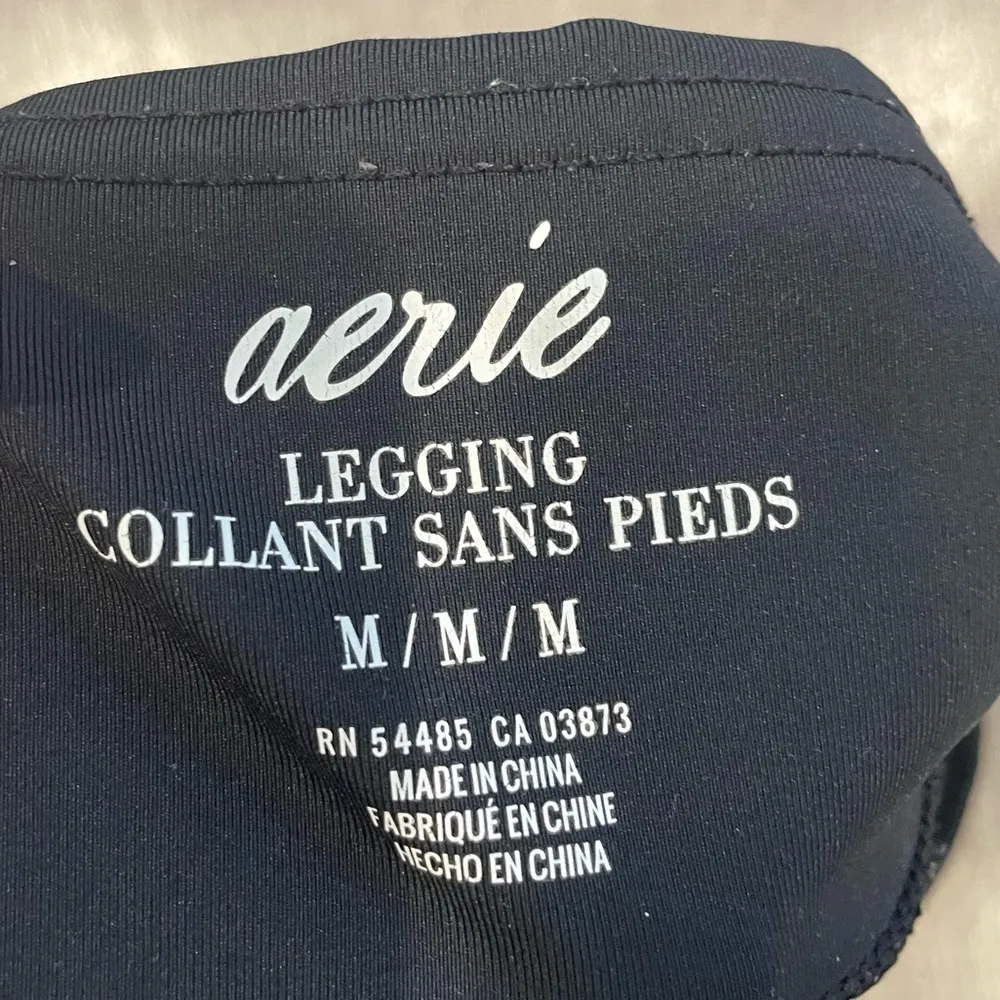 aerie
LEGGING
COLLANT SANS PIEDS
M / M / M
RN 54485 CA 03873
MADE IN CHINA
FABRIQUÉ EN CHINE
HECHO EN CHINA